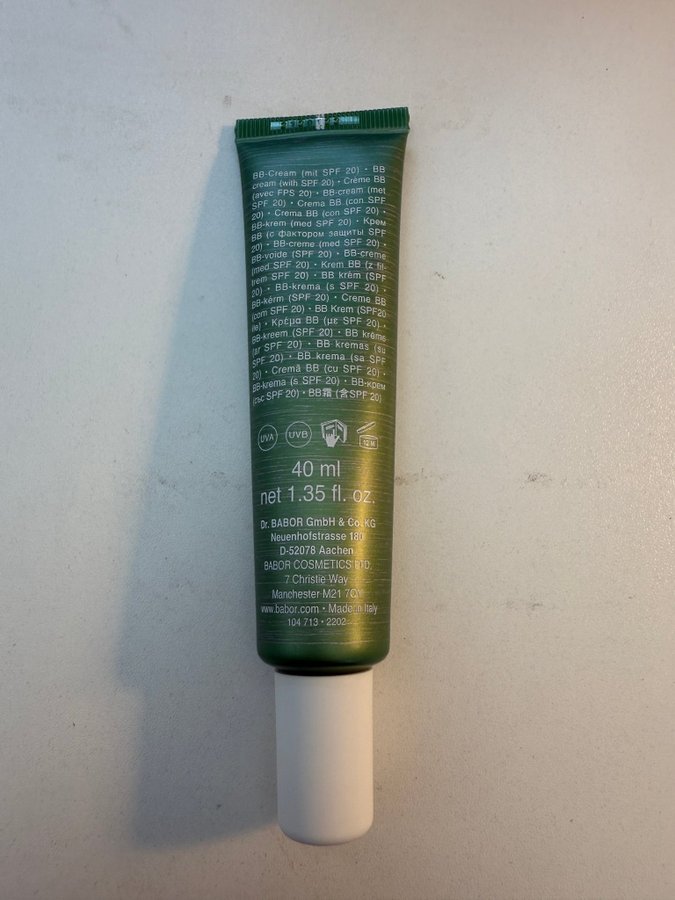 BB-Cream (mit SPF 20) • BB
cream (with SPF 20) • Crème BB
(avec FPS 20) • BB-cream (met
SPF 20) • Crema BB (con SPF
20) • Crema BB (con SPF 20) •
BB-krem (med SPF 20) • Крем
BB (с фактором защиты SPF
20) • BB-creme (med SPF 20) •
BB-voide (SPF 20) • BB-creme
(med SPF 20) • Krem BB (z fil-
trem SPF 20) • BB krém (SPF
20) • BB-krema (s SPF 20) •
BB-kérm (SPF 20) • Creme BB
(com SPF 20) • BB Krem (SPF20
ile) • Κρέμα BB (με SPF 20) •
BB-kreem (SPF 20) • BB krēms
(ar SPF 20) • BB kremas (su
SPF 20) • BB krema (sa SPF
20) • Cremă BB (cu SPF 20) •
BB-krema (s SPF 20) • BB-крем
(със SPF 20) • BB霜 (含SPF 20)
UVA UVB 12 M
40 ml
net 1.35 fl. oz.
Dr. BABOR GmbH & Co. KG
Neuenhofstrasse 180
D-52078 Aachen
BABOR COSMETICS LTD,
7 Christie Way
Manchester M21 7QY
www.babor.com • Made in Italy
104 713 • 2202